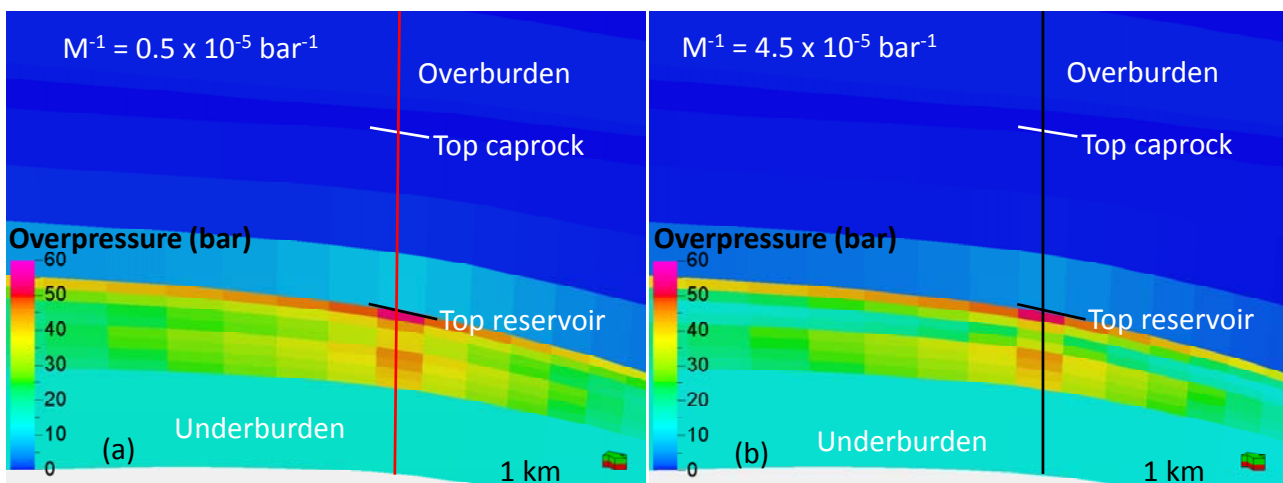 M⁻¹ = 0.5 x 10⁻⁵ bar⁻¹
Overburden
Top caprock
Overpressure (bar)
60
50
40
30
20
10
0
Top reservoir
Underburden
(a)
1 km
M⁻¹ = 4.5 x 10⁻⁵ bar⁻¹
Overburden
Top caprock
Overpressure (bar)
60
50
40
30
20
10
0
Top reservoir
Underburden
(b)
1 km